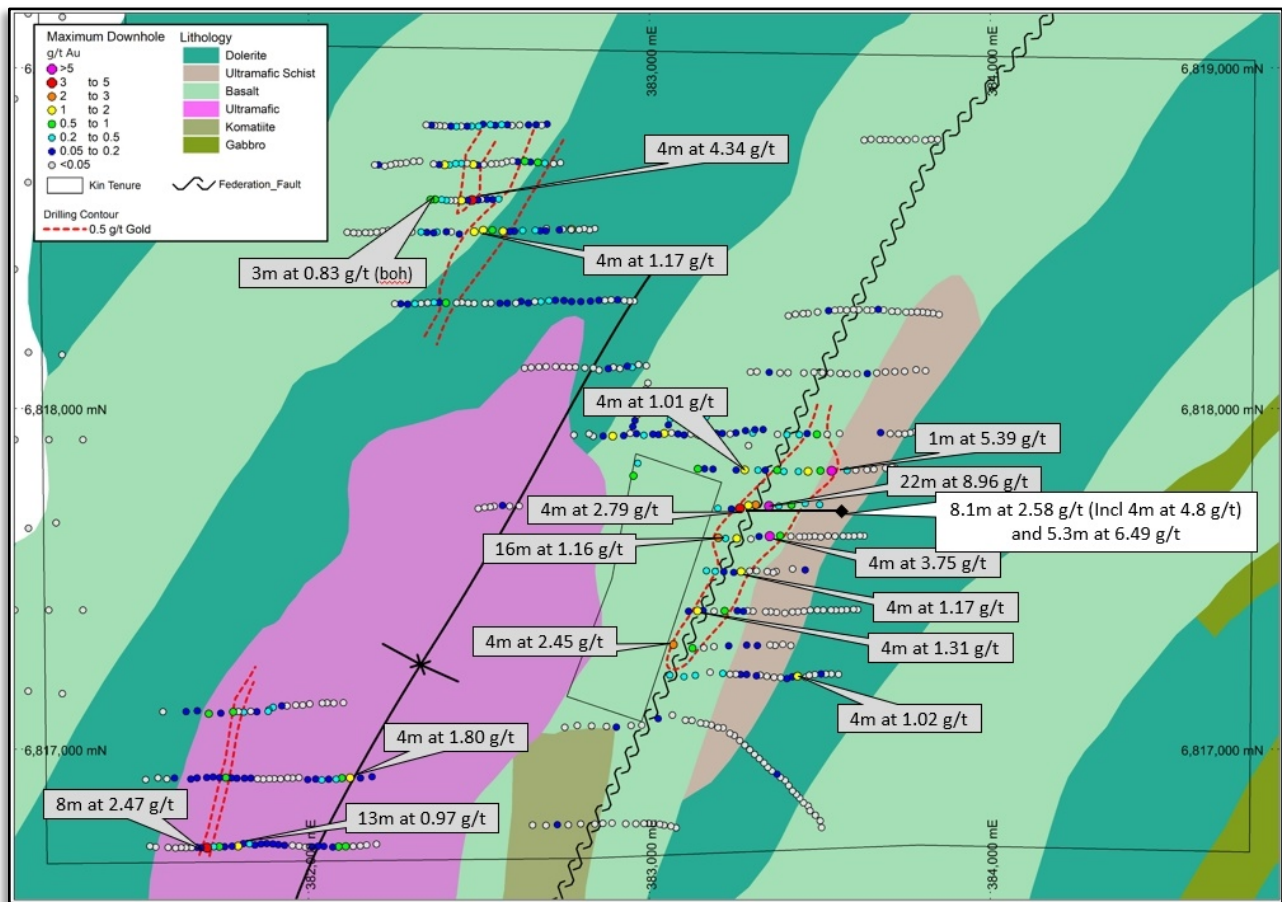 Maximum Downhole
g/t Au
>5
3 to 5
2 to 3
1 to 2
0.5 to 1
0.2 to 0.5
0.05 to 0.2
<0.05
Kin Tenure
Federation_Fault
Drilling Contour
0.5 g/t Gold
Lithology
Dolerite
Ultramafic Schist
Basalt
Ultramafic
Komatiite
Gabbro
383,000 mE
384,000 mE
6,819,000 mN
4m at 4.34 g/t
3m at 0.83 g/t (boh)
4m at 1.17 g/t
6,818,000 mN
6,818,000 mN
4m at 1.01 g/t
1m at 5.39 g/t
22m at 8.96 g/t
4m at 2.79 g/t
8.1m at 2.58 g/t (Incl 4m at 4.8 g/t)
and 5.3m at 6.49 g/t
16m at 1.16 g/t
4m at 3.75 g/t
4m at 1.17 g/t
4m at 2.45 g/t
4m at 1.31 g/t
4m at 1.02 g/t
6,817,000 mN
6,817,000 mN
4m at 1.80 g/t
8m at 2.47 g/t
13m at 0.97 g/t
382,000 mE
383,000 mE
384,000 mE